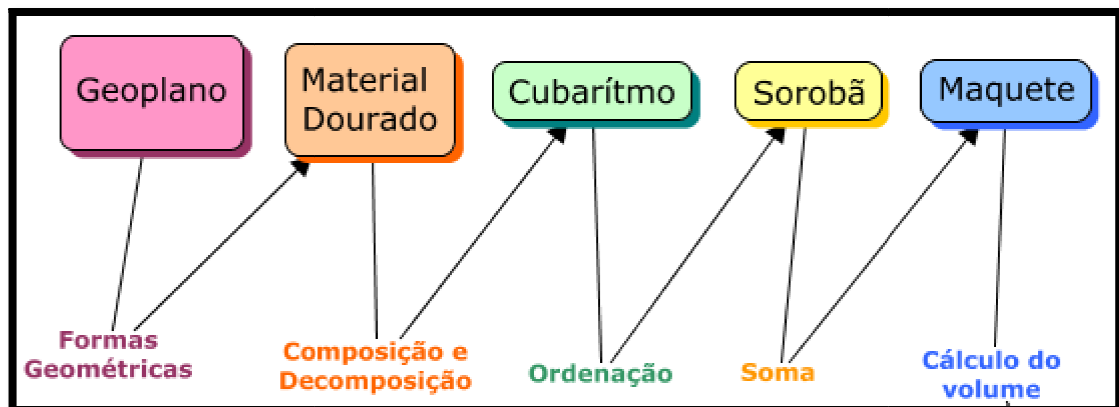 Geoplano
Material
Dourado
Cubarítmo
Sorobã
Maquete
Formas
Geométricas
Composição e
Decomposição
Ordenação
Soma
Cálculo do
volume